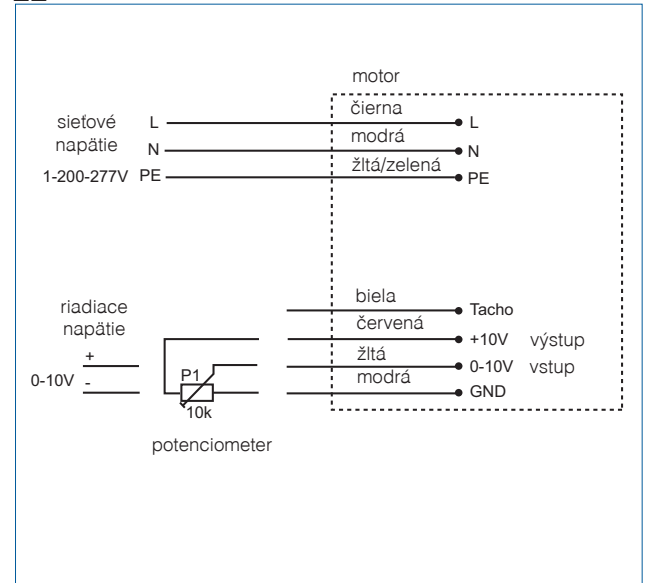 motor
čierna
sieťové L L
napätie modrá
N N
žltá/zelená
1-200-277V PE PE
biela
riadiace Tacho
napätie červená
+10V výstup
+ žltá
0-10V vstup
0-10V - P1 modrá
GND
10k
potenciometer